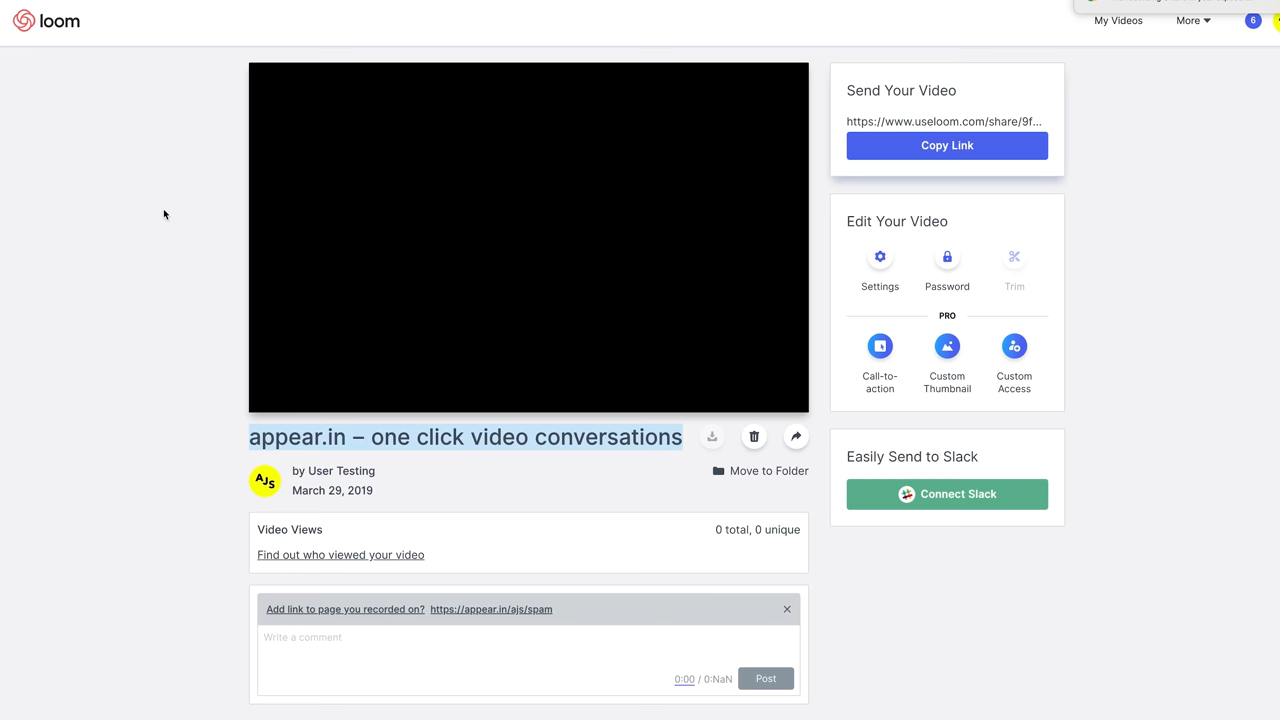 loom
My Videos
More
6
Send Your Video
https://www.useloom.com/share/9f...
Copy Link
Edit Your Video
Settings
Password
Trim
PRO
Call-to-
action
Custom
Thumbnail
Custom
Access
appear.in – one click video conversations
AJS
by User Testing
March 29, 2019
Move to Folder
Easily Send to Slack
Connect Slack
Video Views
0 total, 0 unique
Find out who viewed your video
Add link to page you recorded on? https://appear.in/ajs/spam
Write a comment
0:00 / 0:NaN
Post